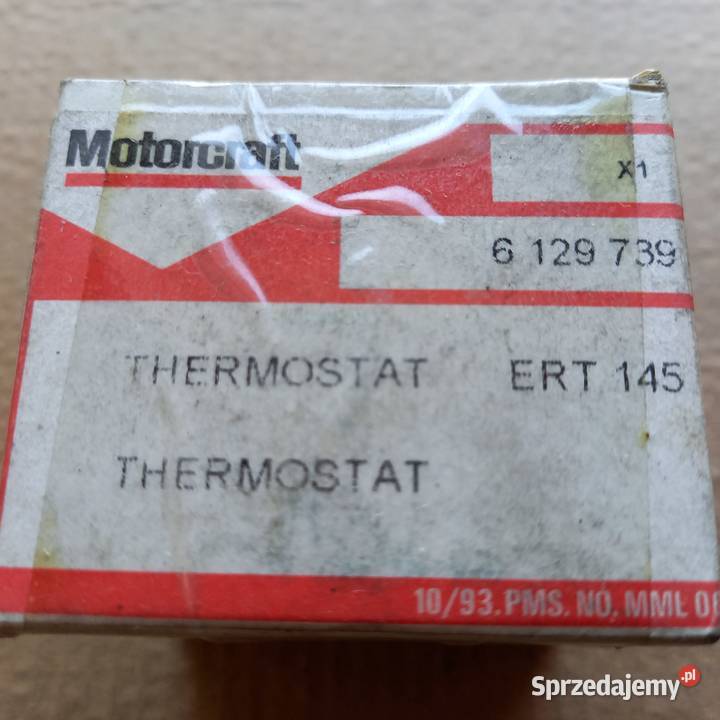 Motorcraft
X1
6 129 739
THERMOSTAT ERT 145
THERMOSTAT
10/93. PMS. NO, MML
Sprzedajemy.pl